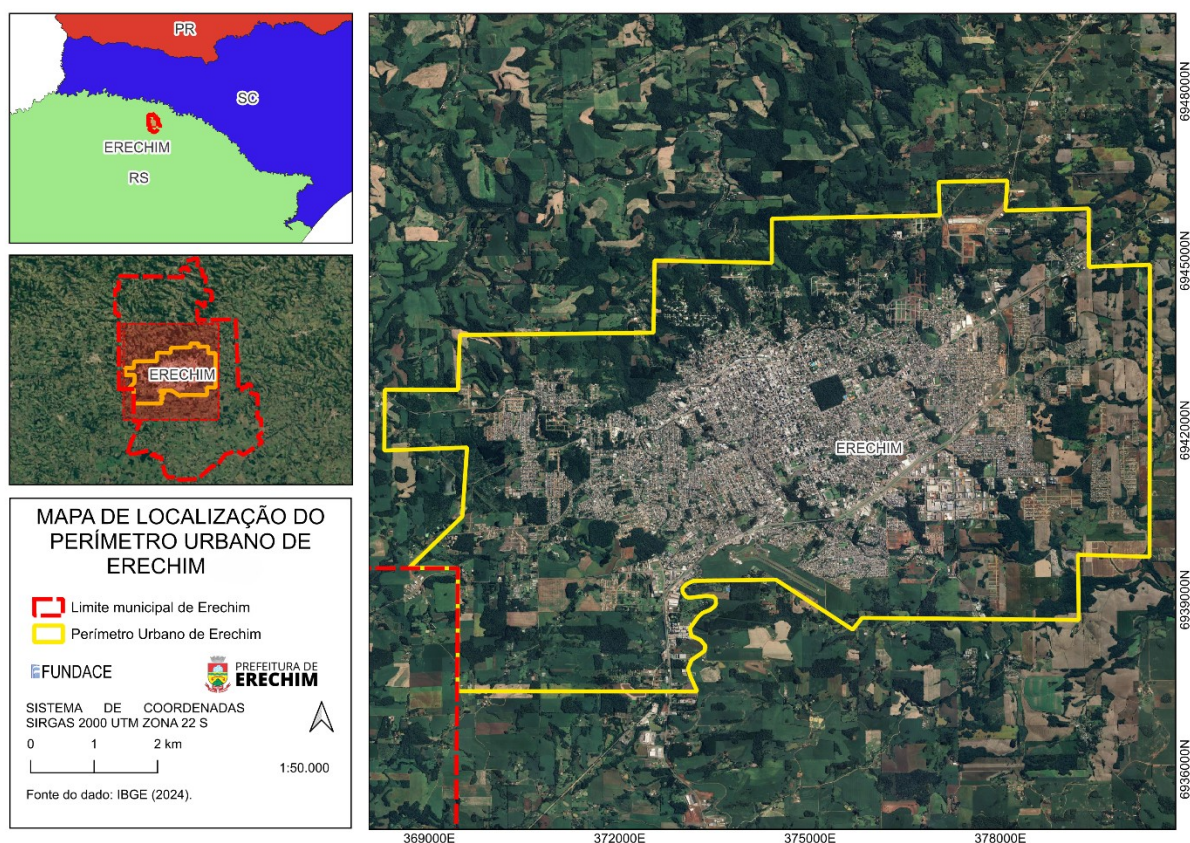 PR
SC
ERECHIM
RS
ERECHIM
MAPA DE LOCALIZAÇÃO DO
PERÍMETRO URBANO DE
ERECHIM
Limite municipal de Erechim
Perímetro Urbano de Erechim
FUNDACE
PREFEITURA DE
ERECHIM
SISTEMA DE COORDENADAS
SIRGAS 2000 UTM ZONA 22 S
0 1 2 km
1:50.000
Fonte do dado: IBGE (2024).
ERECHIM
6948000N
6945000N
6942000N
6939000N
6936000N
369000E 372000E 375000E 378000E